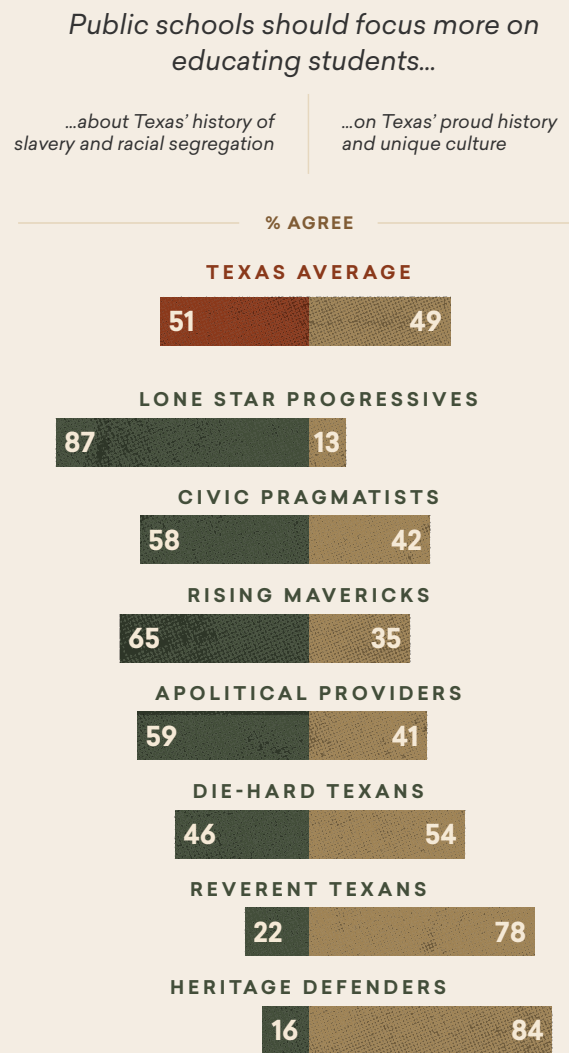 Public schools should focus more on
educating students...
...about Texas' history of
slavery and racial segregation
...on Texas' proud history
and unique culture
% AGREE
TEXAS AVERAGE
51 49
LONE STAR PROGRESSIVES
87 13
CIVIC PRAGMATISTS
58 42
RISING MAVERICKS
65 35
APOLITICAL PROVIDERS
59 41
DIE-HARD TEXANS
46 54
REVERENT TEXANS
22 78
HERITAGE DEFENDERS
16 84